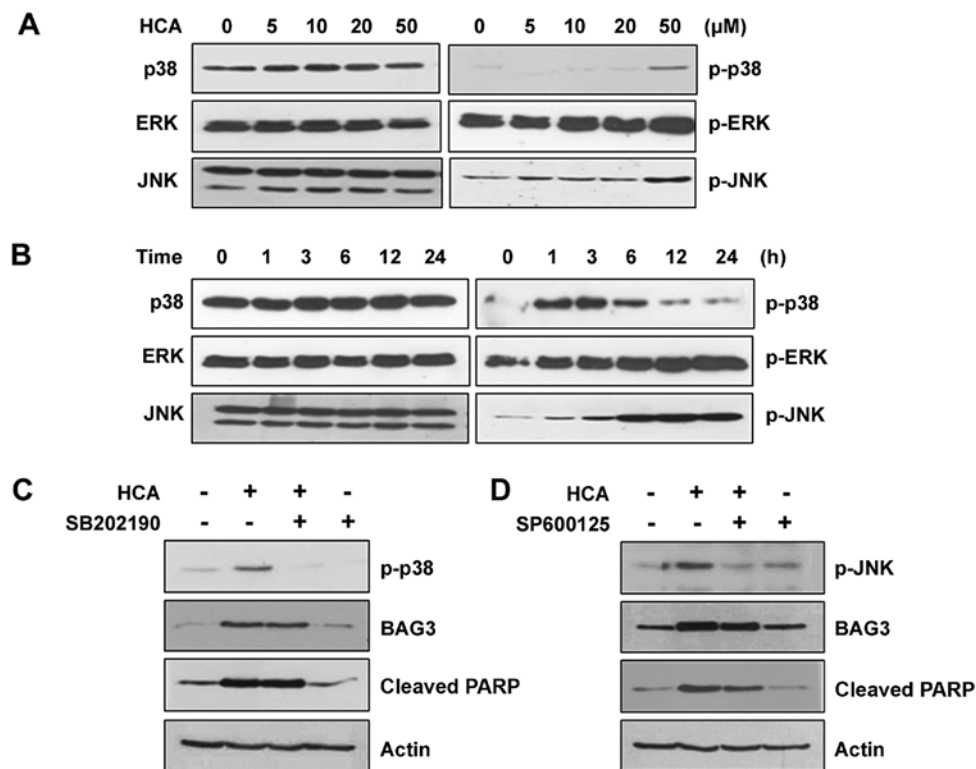 A
HCA 0 5 10 20 50 0 5 10 20 50 (µM)
p38 p-p38
ERK p-ERK
JNK p-JNK
B
Time 0 1 3 6 12 24 0 1 3 6 12 24 (h)
p38 p-p38
ERK p-ERK
JNK p-JNK
C
HCA - + + -
SB202190 - - + +
p-p38
BAG3
Cleaved PARP
Actin
D
HCA - + + -
SP600125 - - + +
p-JNK
BAG3
Cleaved PARP
Actin